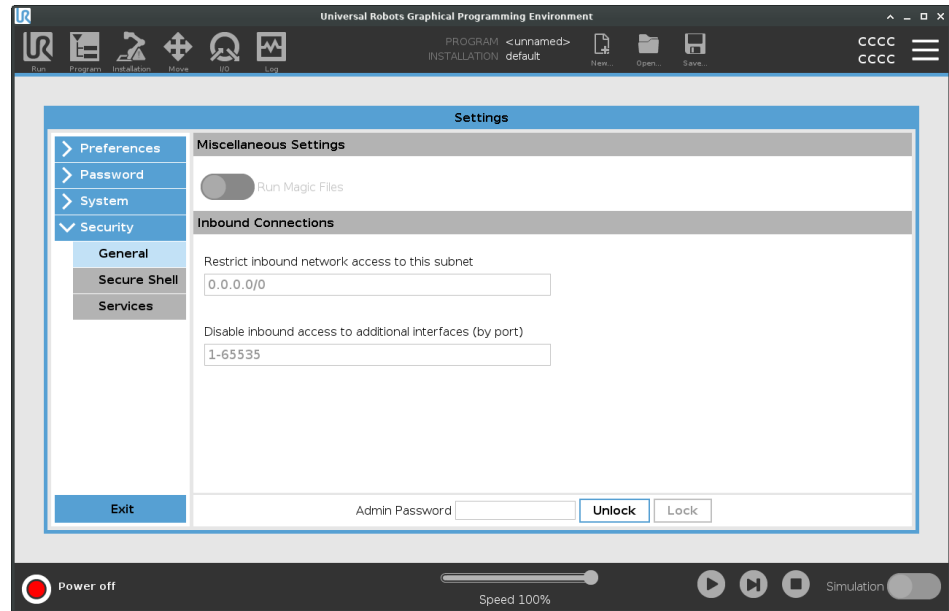 UR
Universal Robots Graphical Programming Environment
UR
Run
Program
Installation
Move
I/O
Log
PROGRAM <unnamed>
INSTALLATION default
New...
Open...
Save...
CCCC
CCCC
Settings
Preferences
Password
System
Security
General
Secure Shell
Services
Exit
Miscellaneous Settings
Run Magic Files
Inbound Connections
Restrict inbound network access to this subnet
0.0.0.0/0
Disable inbound access to additional interfaces (by port)
1-65535
Admin Password
Unlock
Lock
Power off
Speed 100%
Simulation